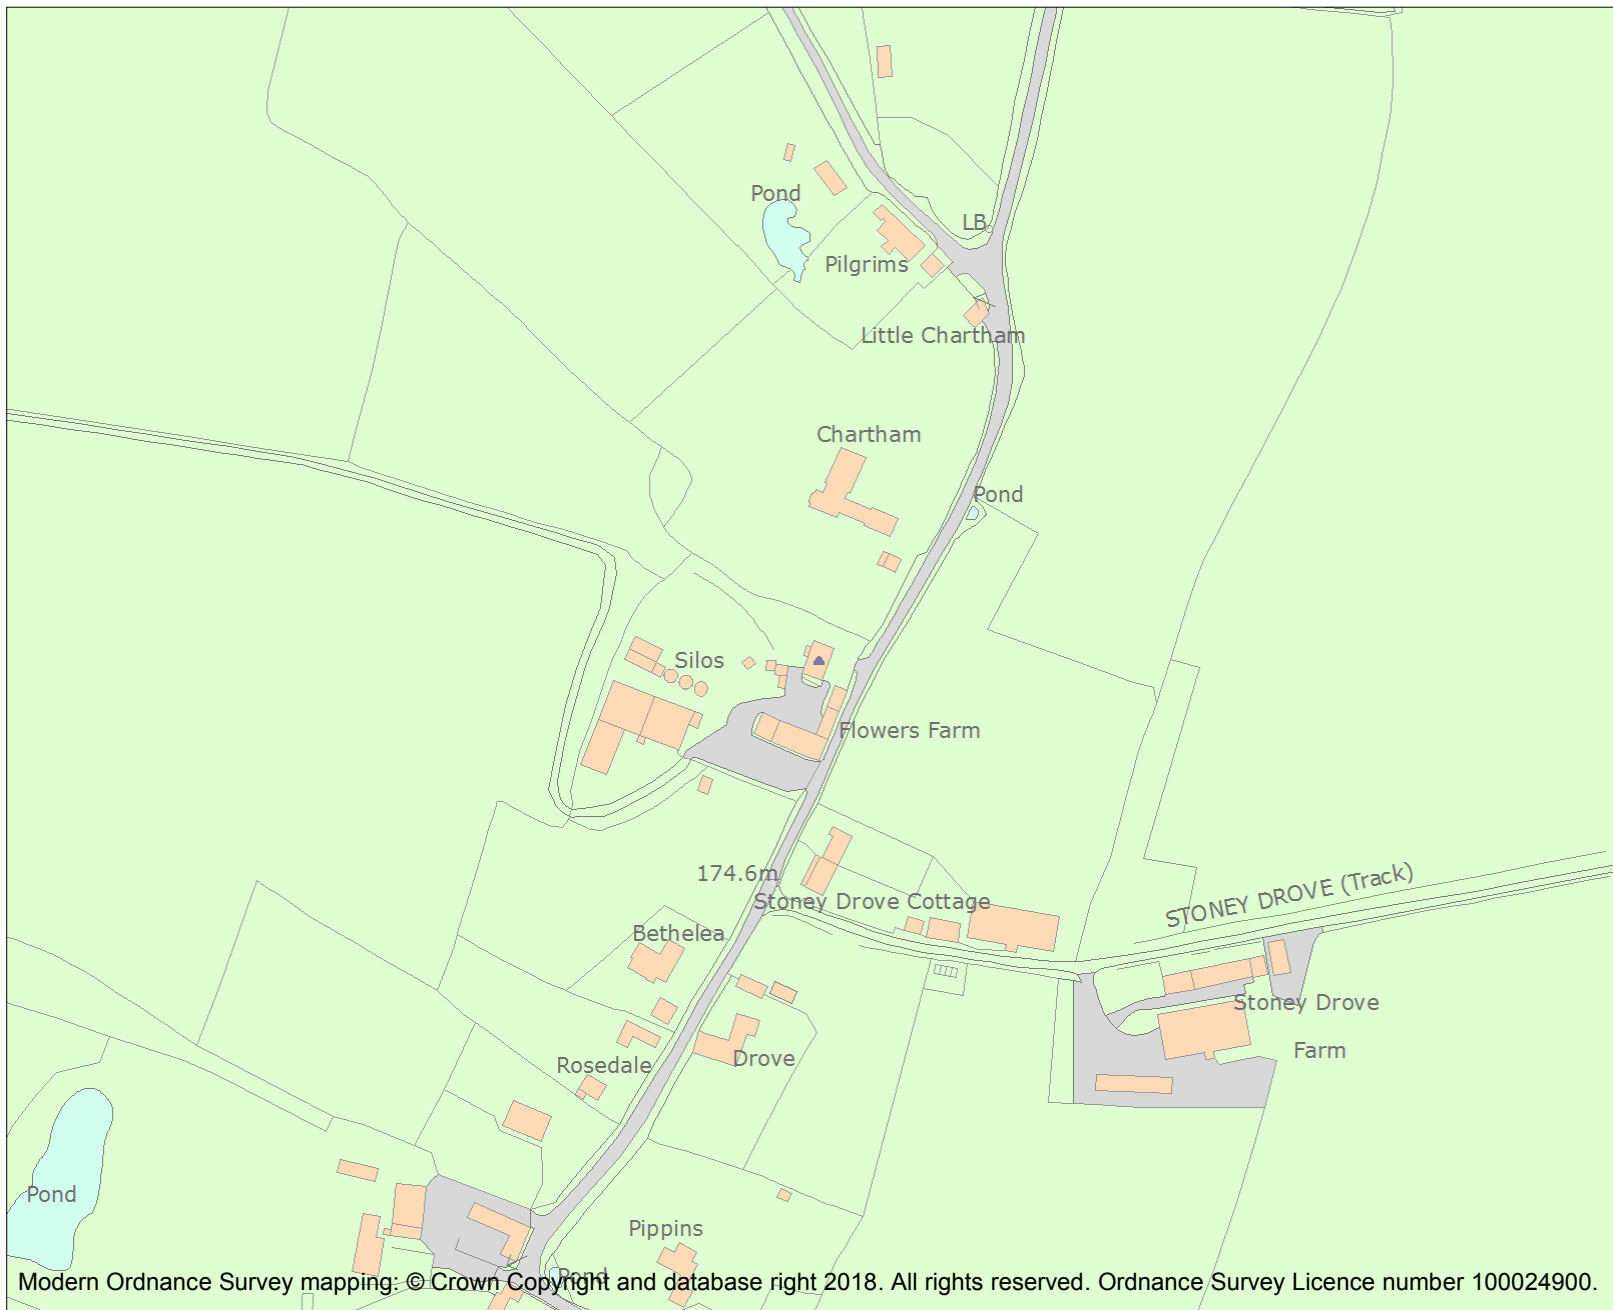 Pond
LB
Pilgrims
Little Chartham
Chartham
Pond
Silos
Flowers Farm
174.6m
Stoney Drove Cottage
STONEY DROVE (Track)
Bethelea
Stoney Drove
Farm
Rosedale
Drove
Pond
Pippins
Pond
Modern Ordnance Survey mapping: © Crown Copyright and database right 2018. All rights reserved. Ordnance Survey Licence number 100024900.